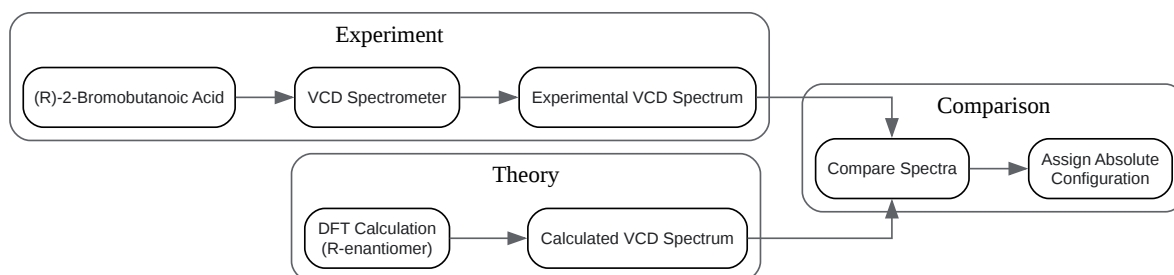 Experiment
(R)-2-Bromobutanoic Acid
VCD Spectrometer
Experimental VCD Spectrum
Theory
DFT Calculation
(R-enantiomer)
Calculated VCD Spectrum
Comparison
Compare Spectra
Assign Absolute
Configuration